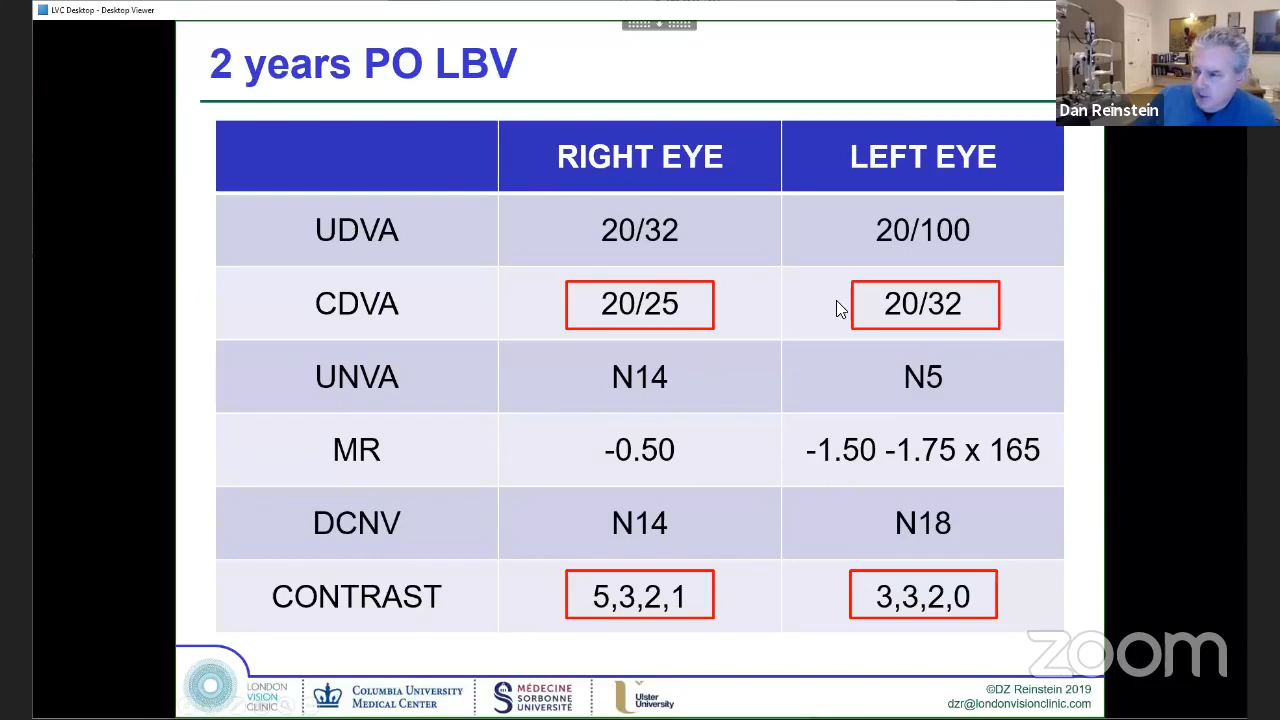 LVC Desktop - Desktop Viewer
2 years PO LBV
Dan Reinstein
RIGHT EYE LEFT EYE
UDVA 20/32 20/100
CDVA 20/25 20/32
UNVA N14 N5
MR -0.50 -1.50 -1.75 x 165
DCNV N14 N18
CONTRAST 5,3,2,1 3,3,2,0
zoom
LONDON
VISION
CLINIC
COLUMBIA UNIVERSITY
MEDICAL CENTER
MÉDECINE
SORBONNE
UNIVERSITÉ
Ulster
University
©DZ Reinstein 2019
dzr@londonvisionclinic.com